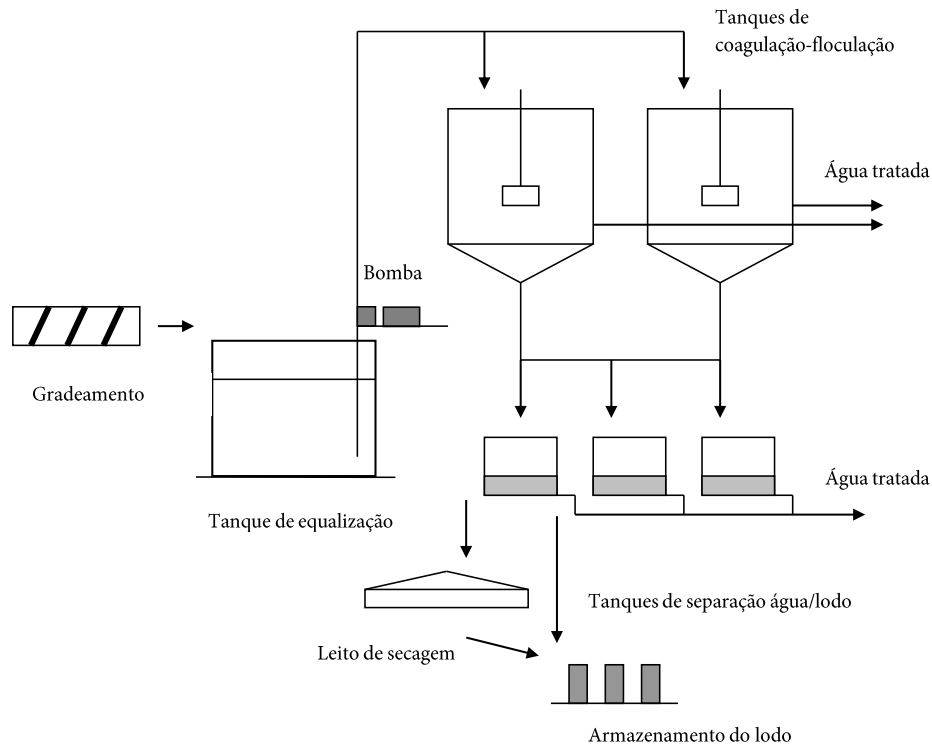 Tanques de
coagulação-floculação
Água tratada
Bomba
Gradeamento
Água tratada
Tanque de equalização
Tanques de separação água/lodo
Leito de secagem
Armazenamento do lodo